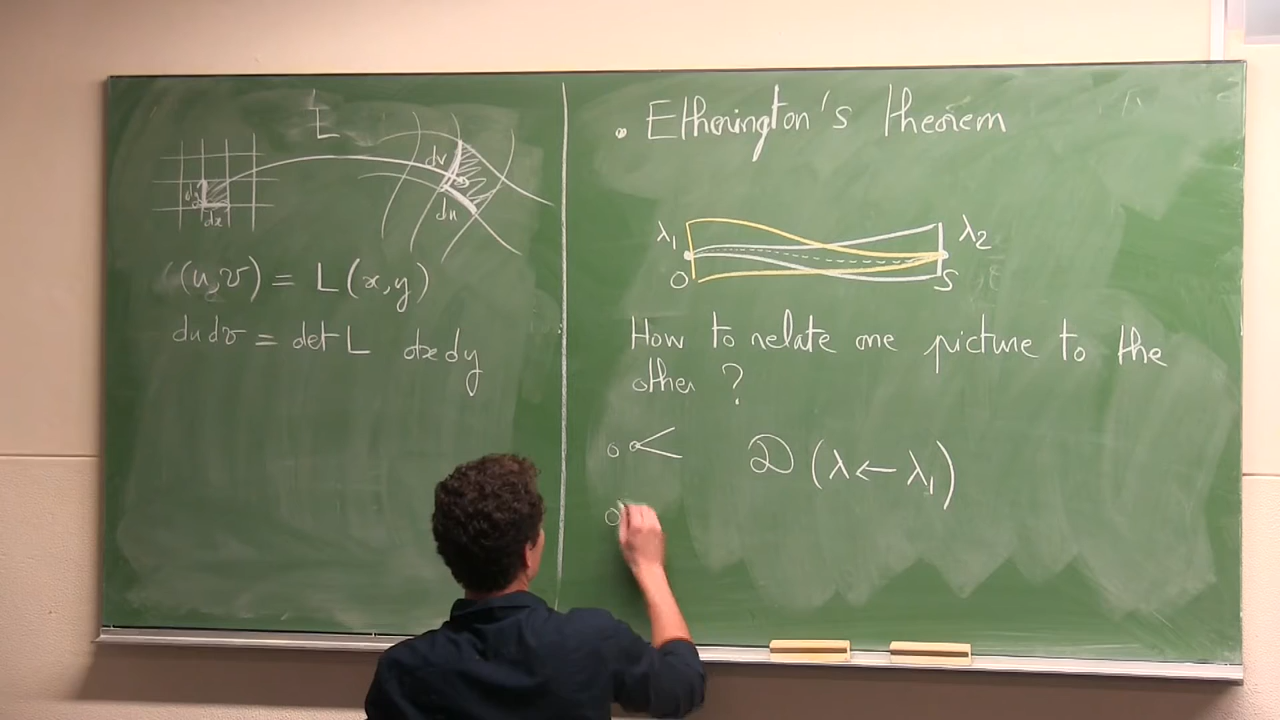 L
dv
dy
dx
du
(u,v) = L(x,y)
du dv = det L dx dy
• Etherington's theorem
λ₁ λ₂
O S
How to relate one picture to the
other ?
O
𝒟 (λ ← λ₁)
O